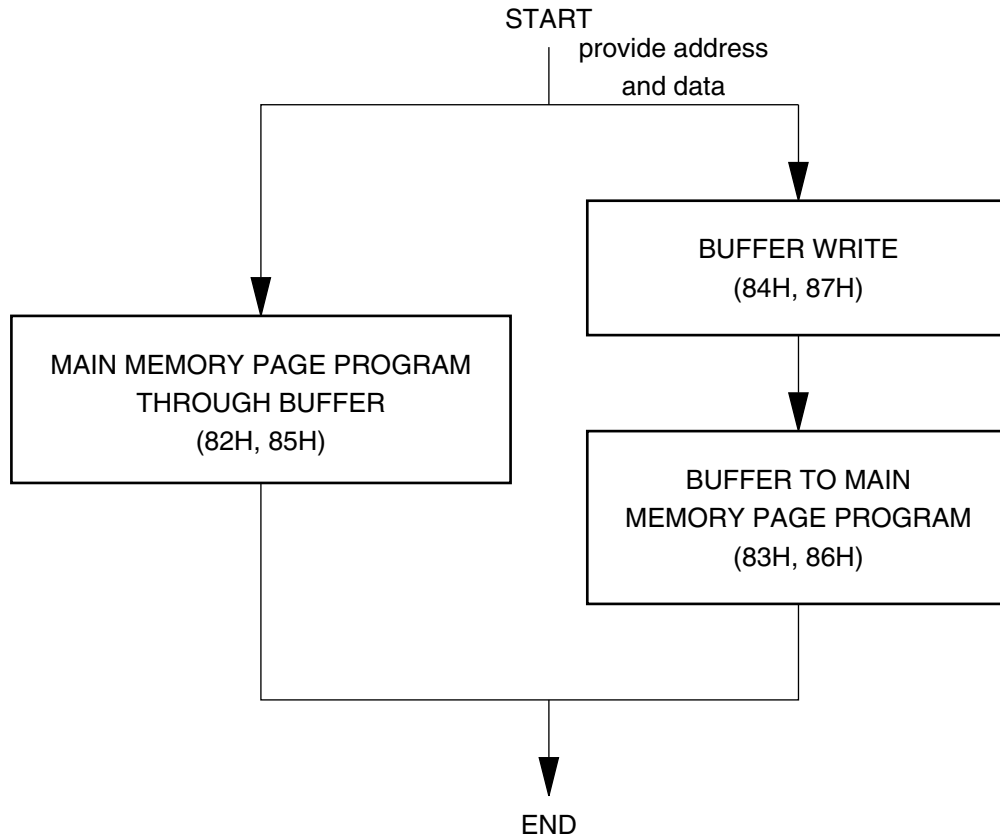 START
provide address
and data
BUFFER WRITE
(84H, 87H)
MAIN MEMORY PAGE PROGRAM
THROUGH BUFFER
(82H, 85H)
BUFFER TO MAIN
MEMORY PAGE PROGRAM
(83H, 86H)
END